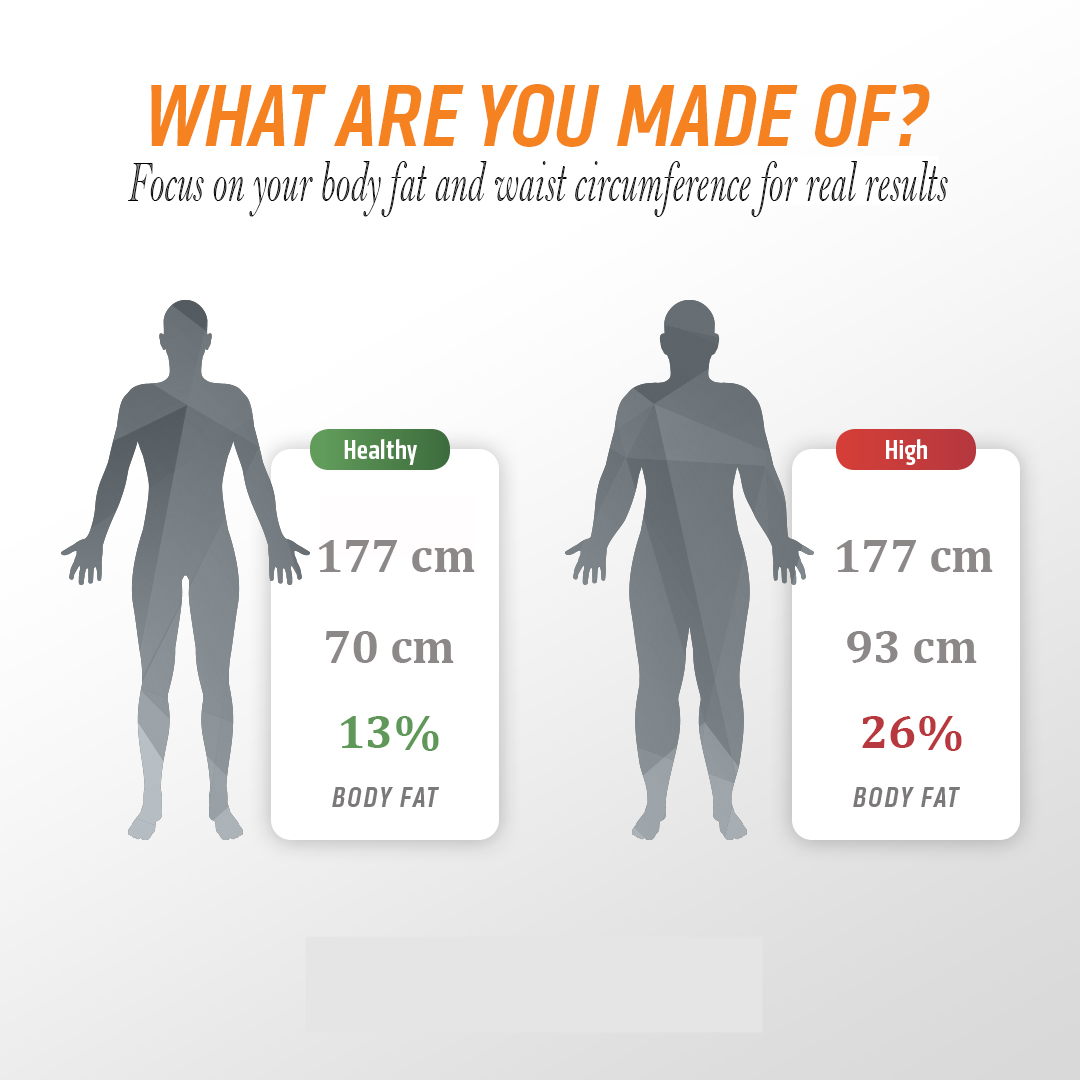 WHAT ARE YOU MADE OF?
Focus on your body fat and waist circumference for real results
Healthy
177 cm
70 cm
13%
BODY FAT
High
177 cm
93 cm
26%
BODY FAT